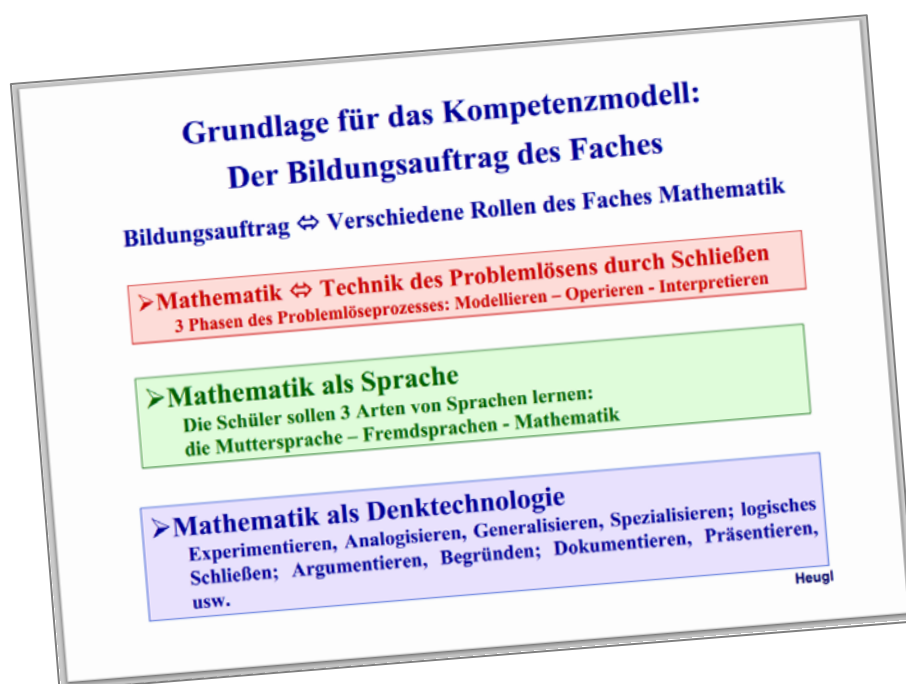 Grundlage für das Kompetenzmodell:
Der Bildungsauftrag des Faches
Bildungsauftrag ⇔ Verschiedene Rollen des Faches Mathematik
➢Mathematik ⇔ Technik des Problemlösens durch Schließen
3 Phasen des Problemlöseprozesses: Modellieren – Operieren - Interpretieren
➢Mathematik als Sprache
Die Schüler sollen 3 Arten von Sprachen lernen:
die Muttersprache – Fremdsprachen - Mathematik
➢Mathematik als Denktechnologie
Experimentieren, Analogisieren, Generalisieren, Spezialisieren; logisches
Schließen; Argumentieren, Begründen; Dokumentieren, Präsentieren,
usw.
Heugl